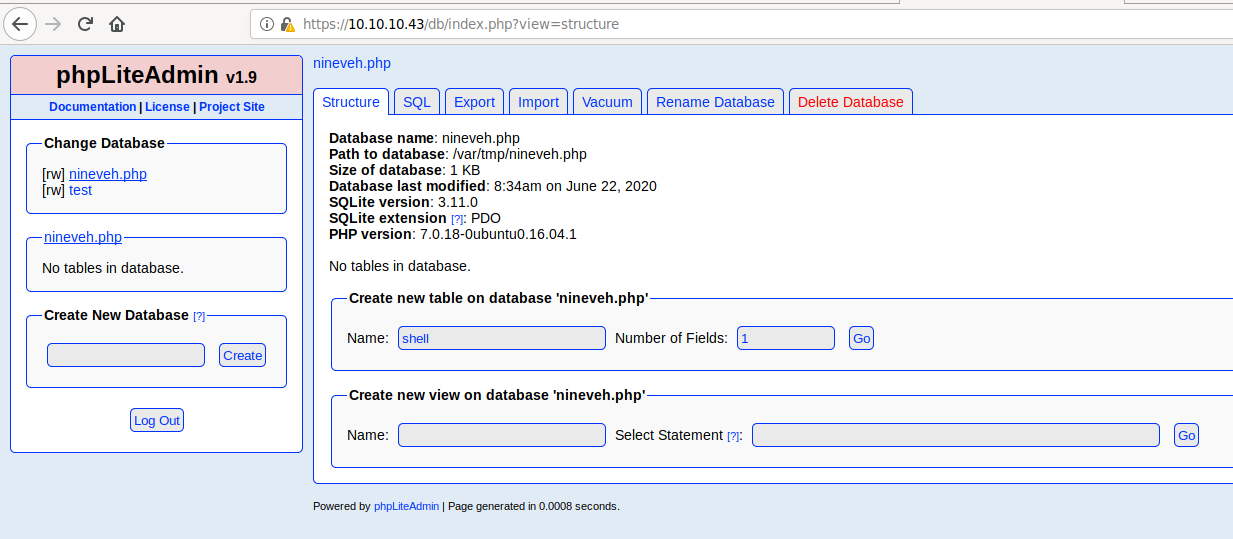 https://10.10.10.43/db/index.php?view=structure
phpLiteAdmin v1.9
Documentation | License | Project Site
Change Database
[rw] nineveh.php
[rw] test
nineveh.php
No tables in database.
Create New Database [?]
Create
Log Out
nineveh.php
Structure SQL Export Import Vacuum Rename Database Delete Database
Database name: nineveh.php
Path to database: /var/tmp/nineveh.php
Size of database: 1 KB
Database last modified: 8:34am on June 22, 2020
SQLite version: 3.11.0
SQLite extension [?]: PDO
PHP version: 7.0.18-0ubuntu0.16.04.1
No tables in database.
Create new table on database 'nineveh.php'
Name: shell Number of Fields: 1 Go
Create new view on database 'nineveh.php'
Name: Select Statement [?]: Go
Powered by phpLiteAdmin | Page generated in 0.0008 seconds.